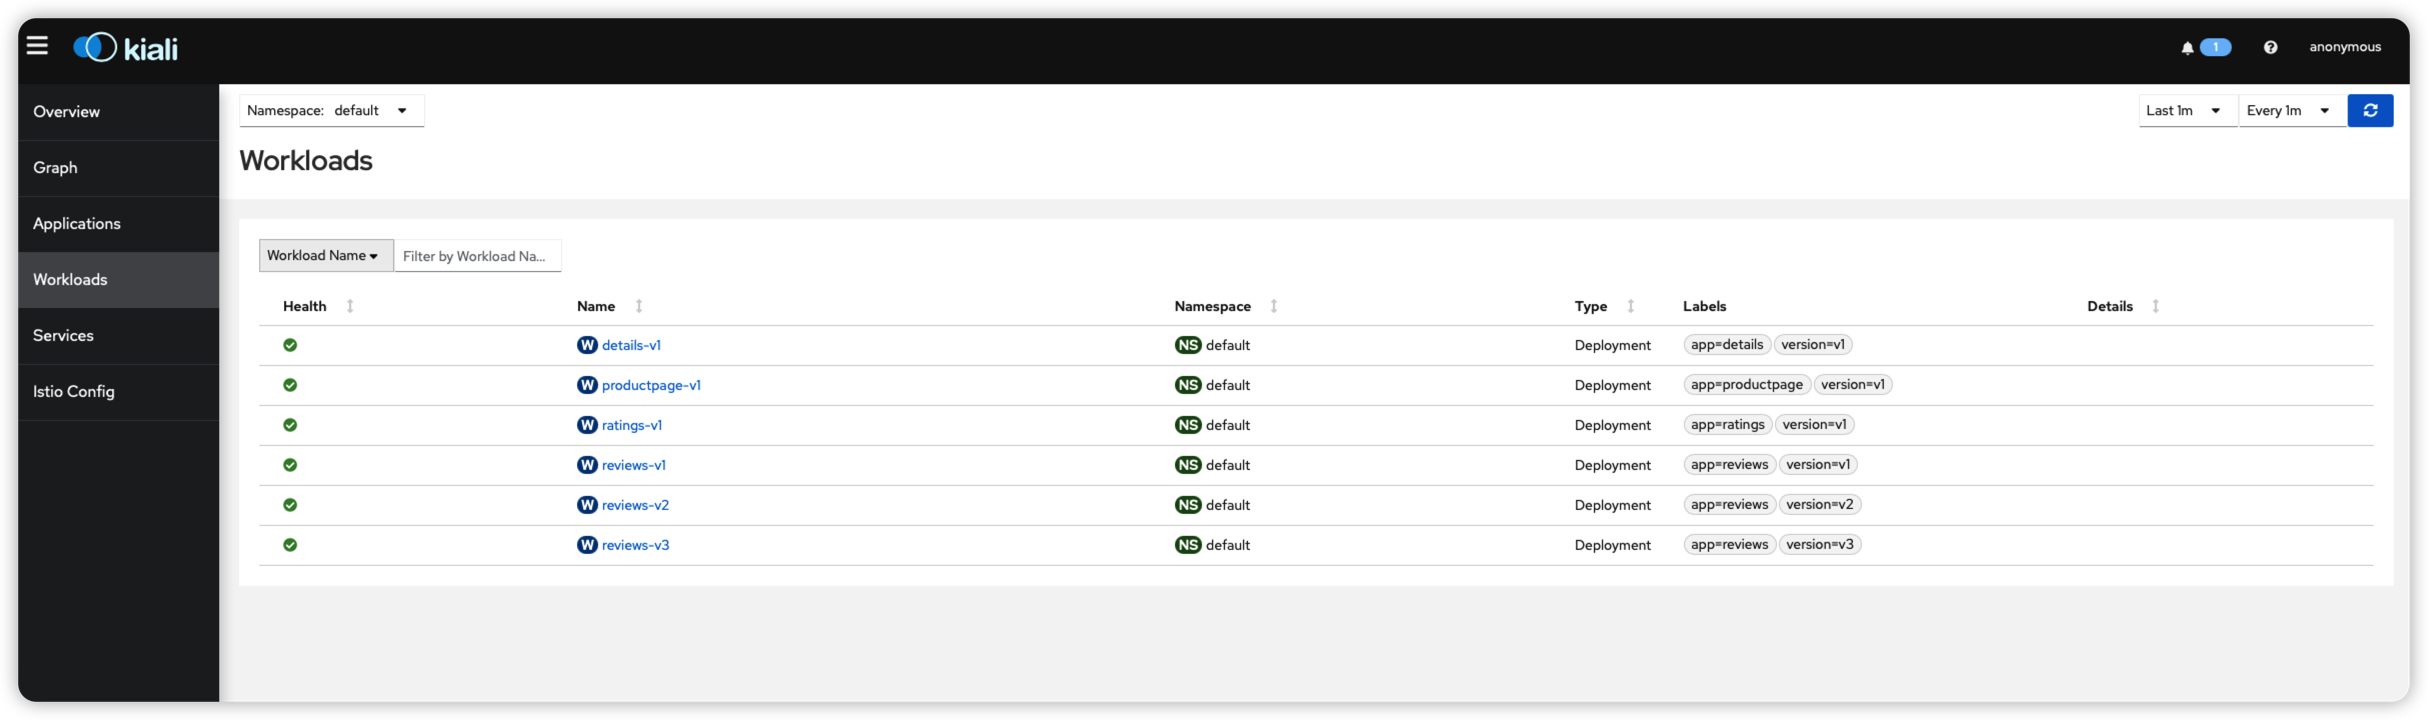 kiali
1
anonymous
Overview
Graph
Applications
Workloads
Services
Istio Config
Namespace: default
Last 1m
Every 1m
Workloads
Workload Name
Filter by Workload Na...
Health Name Namespace Type Labels Details
W details-v1 NS default Deployment app=details version=v1
W productpage-v1 NS default Deployment app=productpage version=v1
W ratings-v1 NS default Deployment app=ratings version=v1
W reviews-v1 NS default Deployment app=reviews version=v1
W reviews-v2 NS default Deployment app=reviews version=v2
W reviews-v3 NS default Deployment app=reviews version=v3